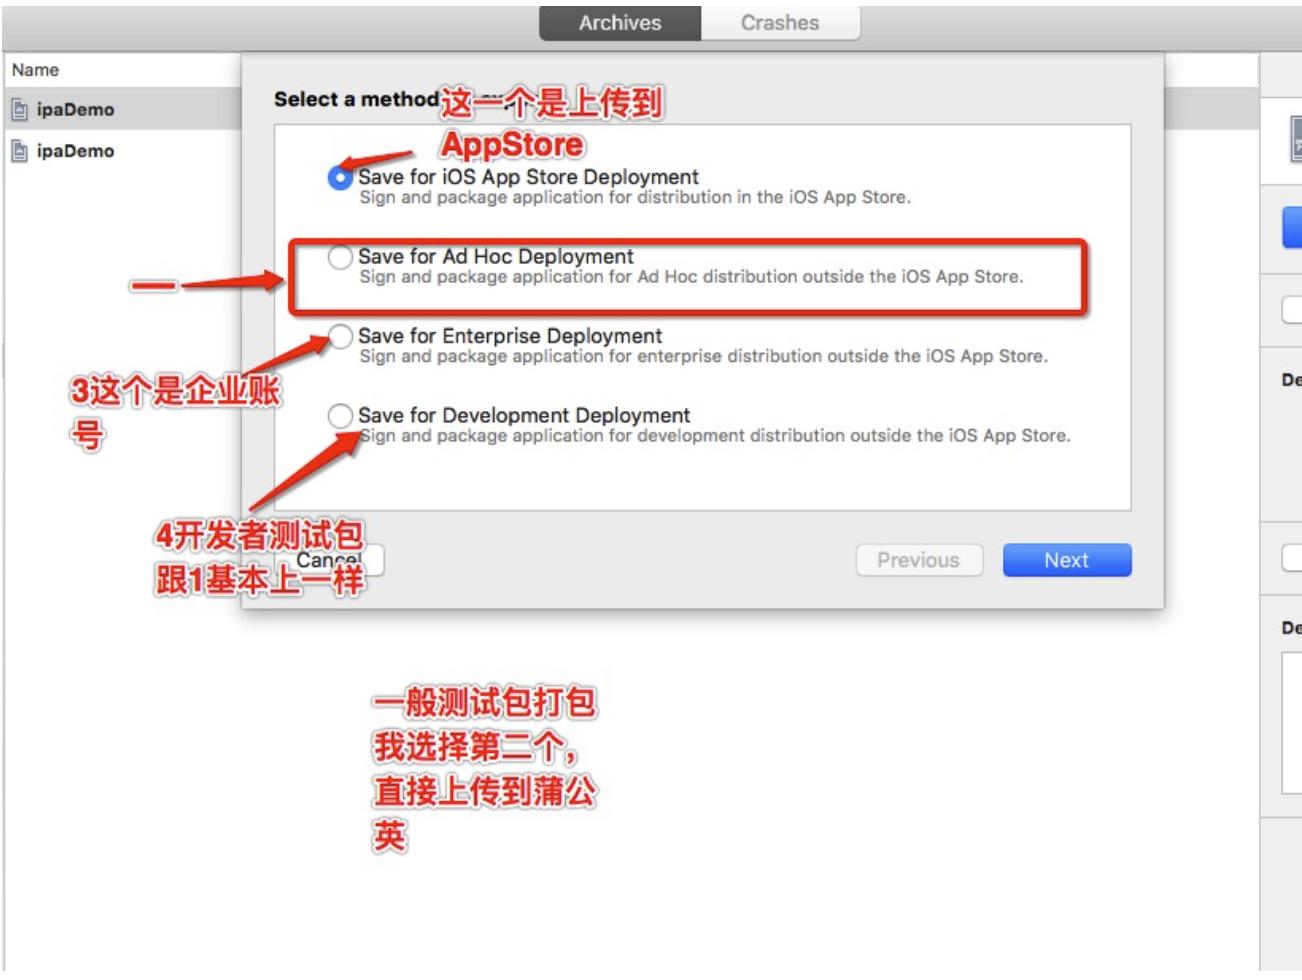 Archives Crashes
Name
ipaDemo
ipaDemo
Select a method
这一个是上传到
AppStore
Save for iOS App Store Deployment
Sign and package application for distribution in the iOS App Store.
一
Save for Ad Hoc Deployment
Sign and package application for Ad Hoc distribution outside the iOS App Store.
Save for Enterprise Deployment
Sign and package application for enterprise distribution outside the iOS App Store.
3这个是企业账
号
Save for Development Deployment
Sign and package application for development distribution outside the iOS App Store.
4开发者测试包
跟1基本上一样
Cancel Previous Next
De
De
一般测试包打包
我选择第二个，
直接上传到蒲公
英